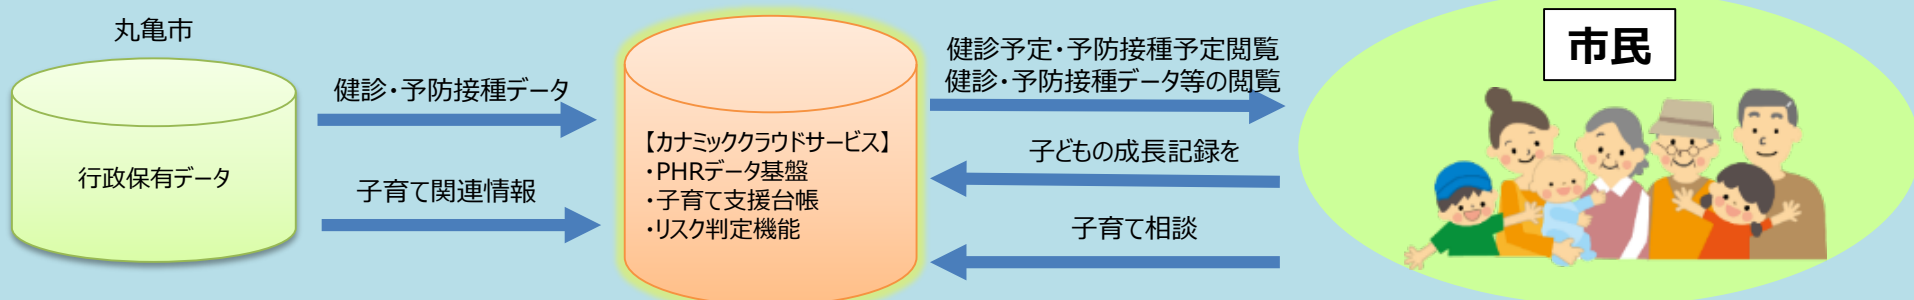 丸亀市
行政保有データ
健診・予防接種データ
子育て関連情報
【カナミッククラウドサービス】
・PHRデータ基盤
・子育て支援台帳
・リスク判定機能
健診予定・予防接種予定閲覧
健診・予防接種データ等の閲覧
子どもの成長記録を
子育て相談
市民